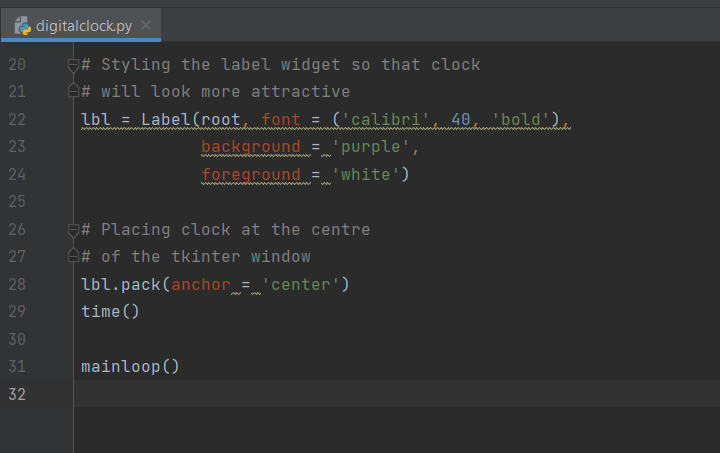 digitalclock.py
20 # Styling the label widget so that clock
21 # will look more attractive
22 lbl = Label(root, font = ('calibri', 40, 'bold'),
23             background = 'purple',
24             foreground = 'white')
25
26 # Placing clock at the centre
27 # of the tkinter window
28 lbl.pack(anchor = 'center')
29 time()
30
31 mainloop()
32